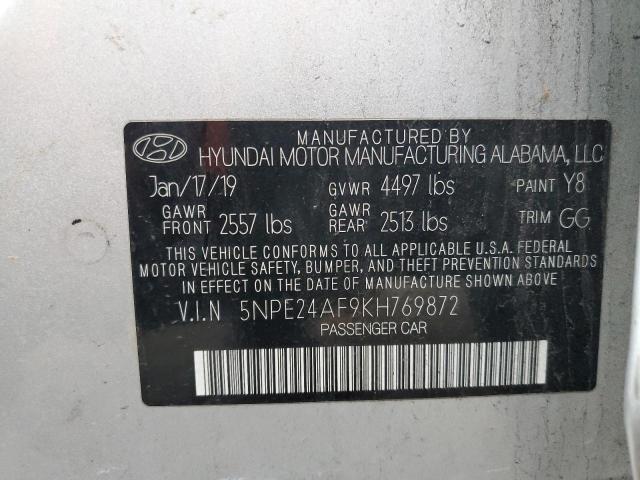 MANUFACTURED BY
HYUNDAI MOTOR MANUFACTURING ALABAMA, LLC
Jan/17/19 GVWR 4497 lbs PAINT Y8
GAWR FRONT 2557 lbs GAWR REAR 2513 lbs TRIM GG
THIS VEHICLE CONFORMS TO ALL APPLICABLE U.S.A. FEDERAL
MOTOR VEHICLE SAFETY, BUMPER, AND THEFT PREVENTION STANDARDS
IN EFFECT ON THE DATE OF MANUFACTURE SHOWN ABOVE.
V.I.N 5NPE24AF9KH769872
PASSENGER CAR